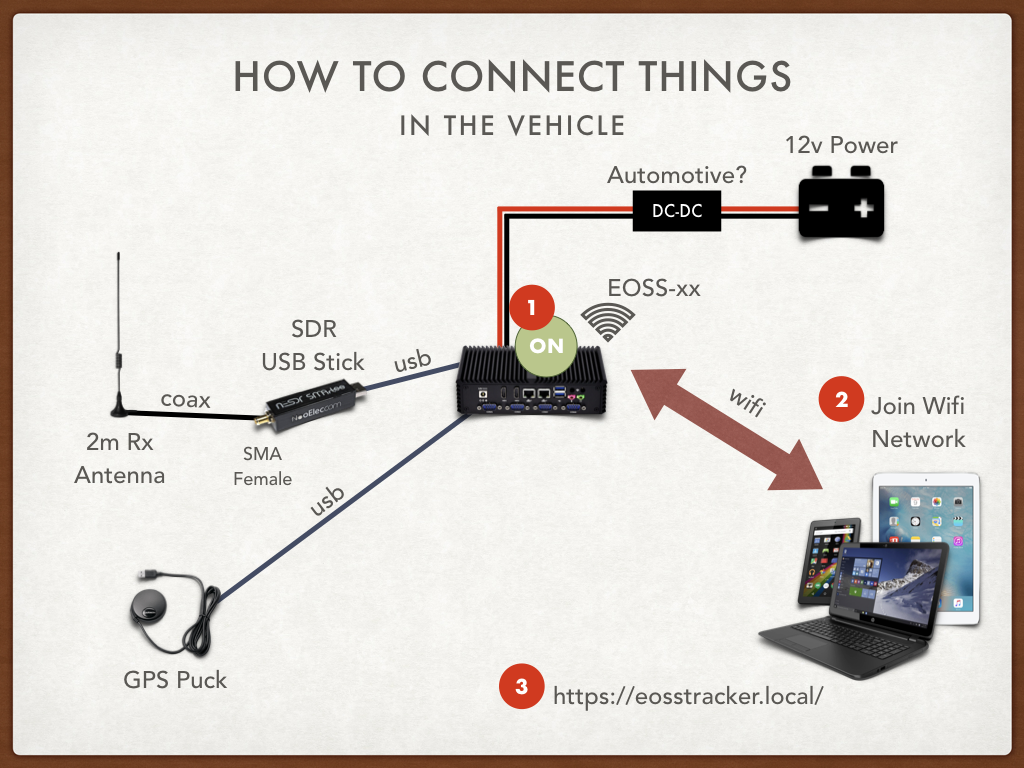 HOW TO CONNECT THINGS
IN THE VEHICLE
12v Power
Automotive?
DC-DC
EOSS-xx
1
ON
SDR
USB Stick
usb
coax
NESDR SMArtee
NooElec.com
2m Rx
Antenna
SMA
Female
usb
wifi
2
Join Wifi
Network
GPS Puck
3
https://eosstracker.local/